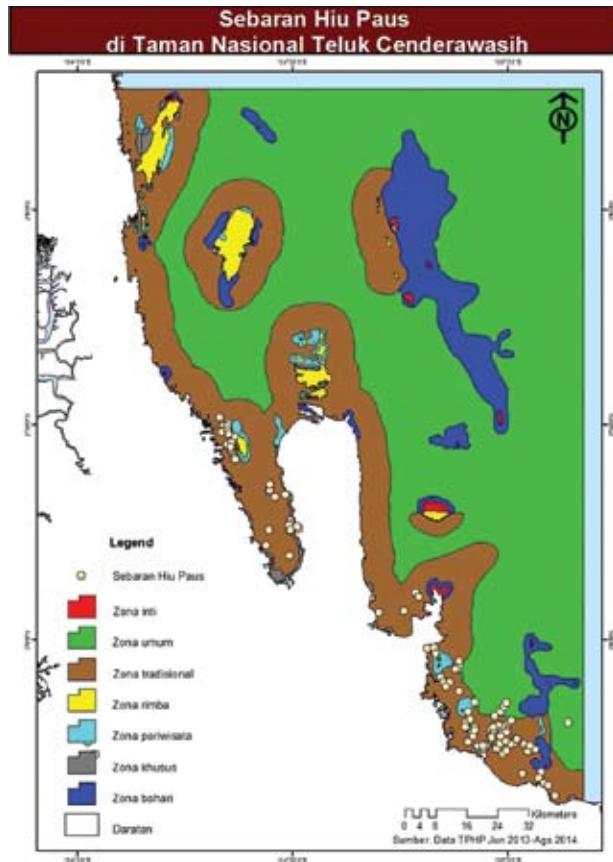 Sebaran Hiu Paus
di Taman Nasional Teluk Cenderawasih
N
Legend
Sebaran Hiu Paus
Zona inti
Zona umum
Zona tradisional
Zona rimba
Zona pariwisata
Zona khusus
Zona bahari
Daratan
Kilometers
0 4 8 16 24 32
Sumber: Data TPHP Jun 2013-Ags 2014